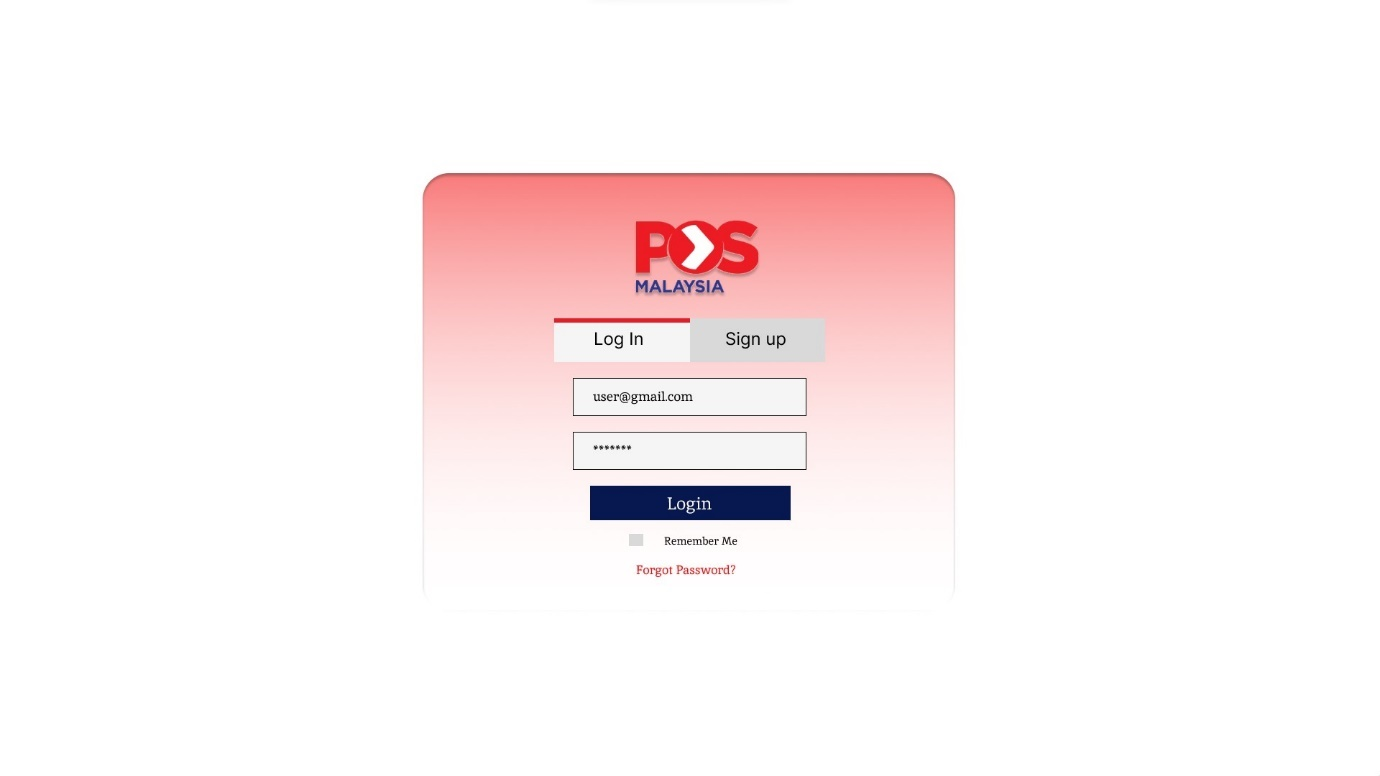 POS
MALAYSIA
Log In
Sign up
user@gmail.com
*******
Login
Remember Me
Forgot Password?